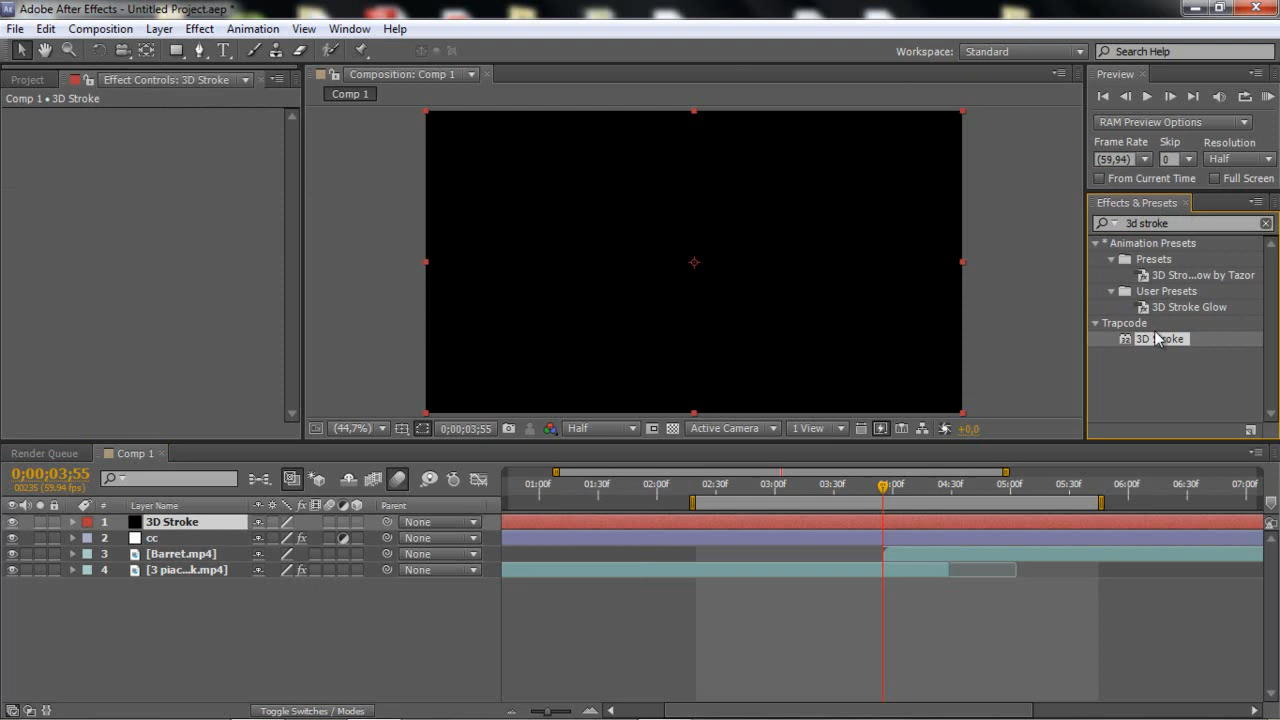 Adobe After Effects - Untitled Project.aep *
File Edit Composition Layer Effect Animation View Window Help
Workspace: Standard Search Help
Project Effect Controls: 3D Stroke
Comp 1 • 3D Stroke
Composition: Comp 1
Comp 1
Preview
RAM Preview Options
Frame Rate Skip Resolution
(59,94) 0 Half
From Current Time Full Screen
Effects & Presets
3d stroke
* Animation Presets
Presets
3D Stro...ow by Tazor
User Presets
3D Stroke Glow
Trapcode
3D Stroke
(44,7%) 0;00;03;55 Half Active Camera 1 View +0,0
Render Queue Comp 1
0;00;03;55
00235 (59.94 fps)
01:00f 01:30f 02:00f 02:30f 03:00f 03:30f 04:00f 04:30f 05:00f 05:30f 06:00f 06:30f 07:00f
# Layer Name Parent
1 3D Stroke None
2 cc None
3 [Barret.mp4] None
4 [3 piac...k.mp4] None
Toggle Switches / Modes